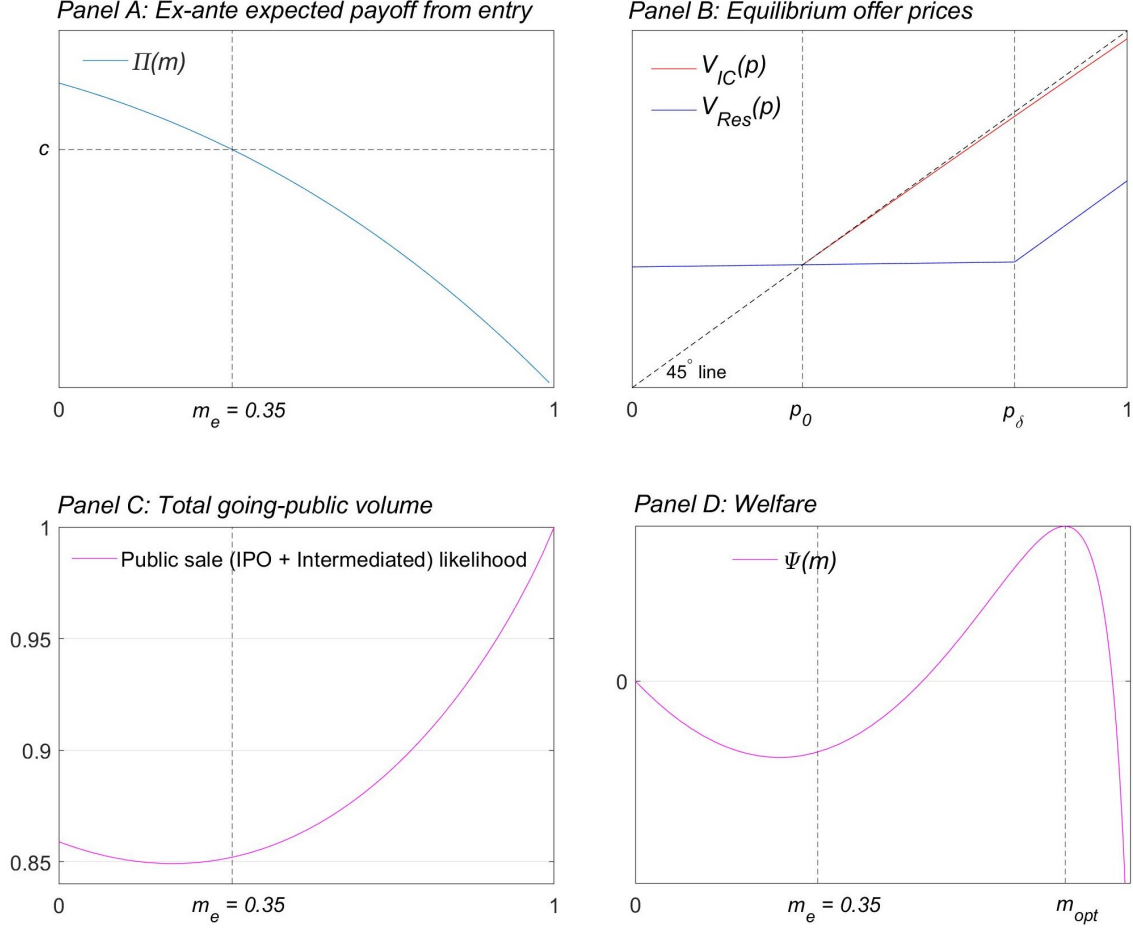 Panel A: Ex-ante expected payoff from entry
Π(m)
c
0
m_e = 0.35
1
Panel B: Equilibrium offer prices
V_IC(p)
V_Res(p)
45° line
0
p_0
p_δ
1
Panel C: Total going-public volume
1
Public sale (IPO + Intermediated) likelihood
0.95
0.9
0.85
0
m_e = 0.35
1
Panel D: Welfare
Ψ(m)
0
0
m_e = 0.35
m_opt